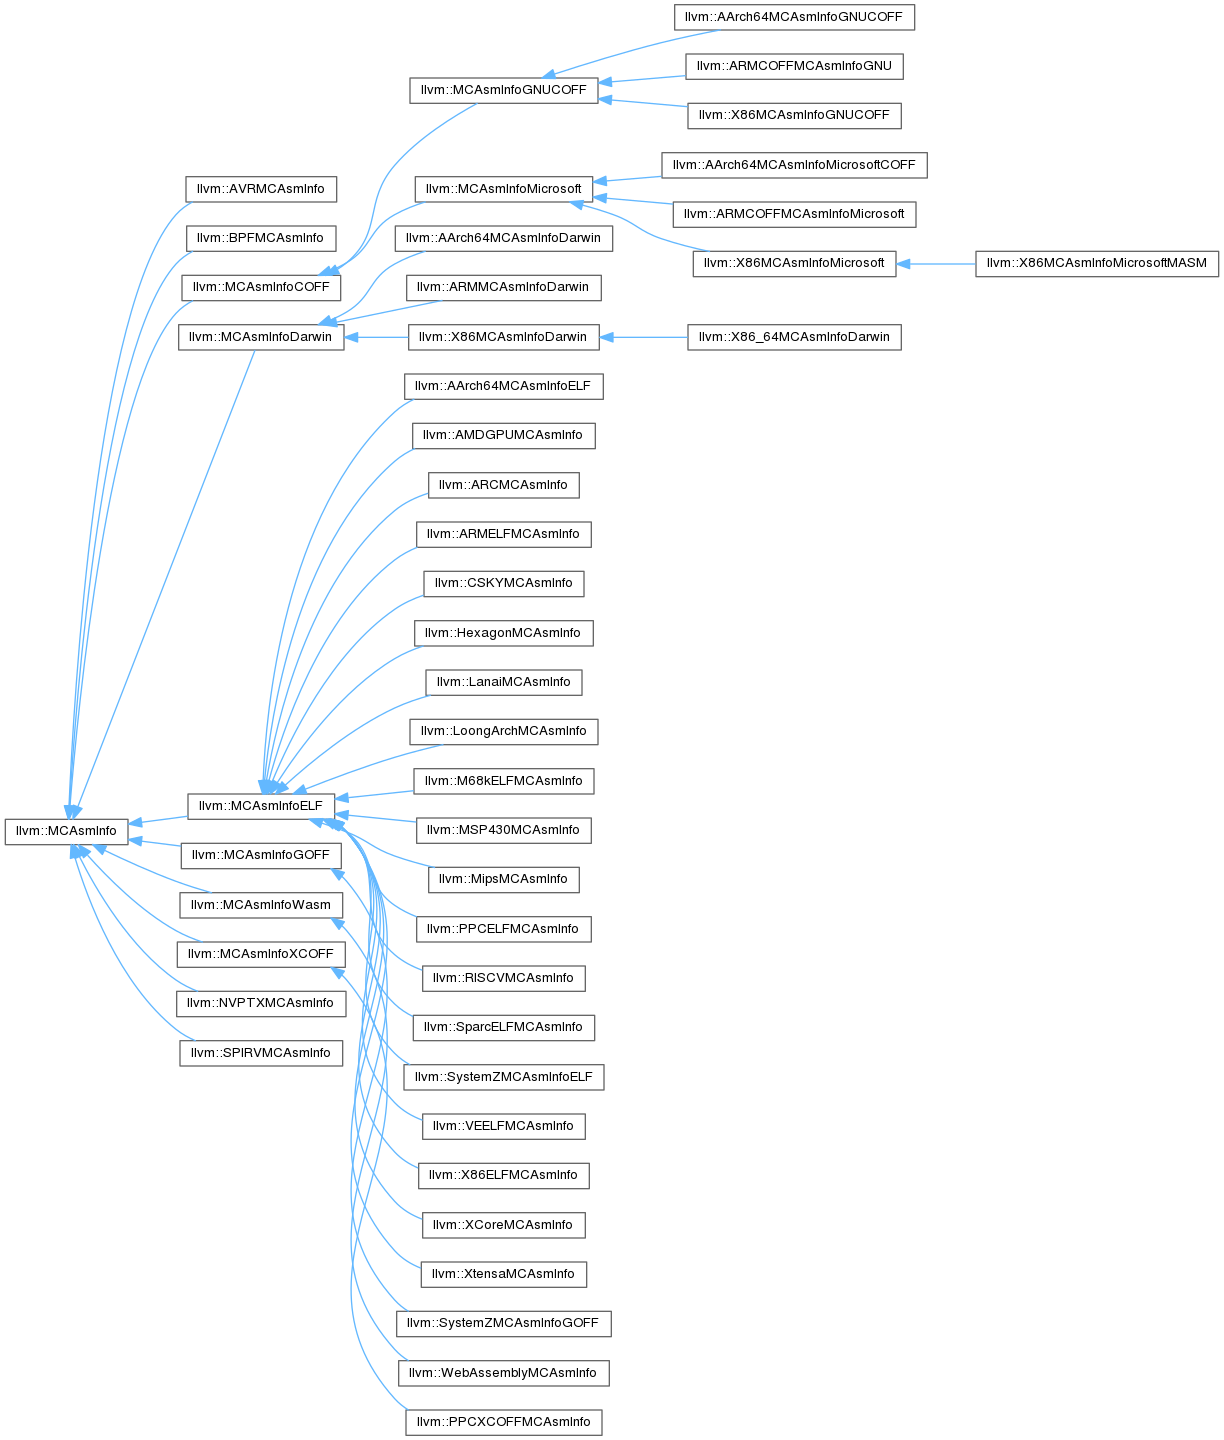 llvm::AArch64MCAsmInfoGNUCOFF
llvm::ARMCOFFMCAsmInfoGNU
llvm::MCAsmInfoGNUCOFF
llvm::X86MCAsmInfoGNUCOFF
llvm::AArch64MCAsmInfoMicrosoftCOFF
llvm::AVRMCAsmInfo
llvm::MCAsmInfoMicrosoft
llvm::ARMCOFFMCAsmInfoMicrosoft
llvm::BPFMCAsmInfo
llvm::AArch64MCAsmInfoDarwin
llvm::X86MCAsmInfoMicrosoft
llvm::X86MCAsmInfoMicrosoftMASM
llvm::MCAsmInfoCOFF
llvm::ARMMCAsmInfoDarwin
llvm::MCAsmInfoDarwin
llvm::X86MCAsmInfoDarwin
llvm::X86_64MCAsmInfoDarwin
llvm::AArch64MCAsmInfoELF
llvm::AMDGPUMCAsmInfo
llvm::ARCMCAsmInfo
llvm::ARMELFMCAsmInfo
llvm::CSKYMCAsmInfo
llvm::HexagonMCAsmInfo
llvm::LanaiMCAsmInfo
llvm::LoongArchMCAsmInfo
llvm::M68kELFMCAsmInfo
llvm::MCAsmInfoELF
llvm::MCAsmInfo
llvm::MSP430MCAsmInfo
llvm::MCAsmInfoGOFF
llvm::MipsMCAsmInfo
llvm::MCAsmInfoWasm
llvm::PPCELFMCAsmInfo
llvm::MCAsmInfoXCOFF
llvm::RISCVMCAsmInfo
llvm::NVPTXMCAsmInfo
llvm::SparcELFMCAsmInfo
llvm::SPIRVMCAsmInfo
llvm::SystemZMCAsmInfoELF
llvm::VEELFMCAsmInfo
llvm::X86ELFMCAsmInfo
llvm::XCoreMCAsmInfo
llvm::XtensaMCAsmInfo
llvm::SystemZMCAsmInfoGOFF
llvm::WebAssemblyMCAsmInfo
llvm::PPCXCOFFMCAsmInfo